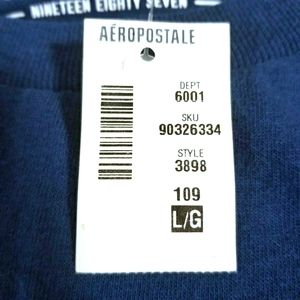 NINETEEN EIGHTY SEVEN
AÉROPOSTALE
DEPT
6001
SKU
90326334
STYLE
3898
109
L/G